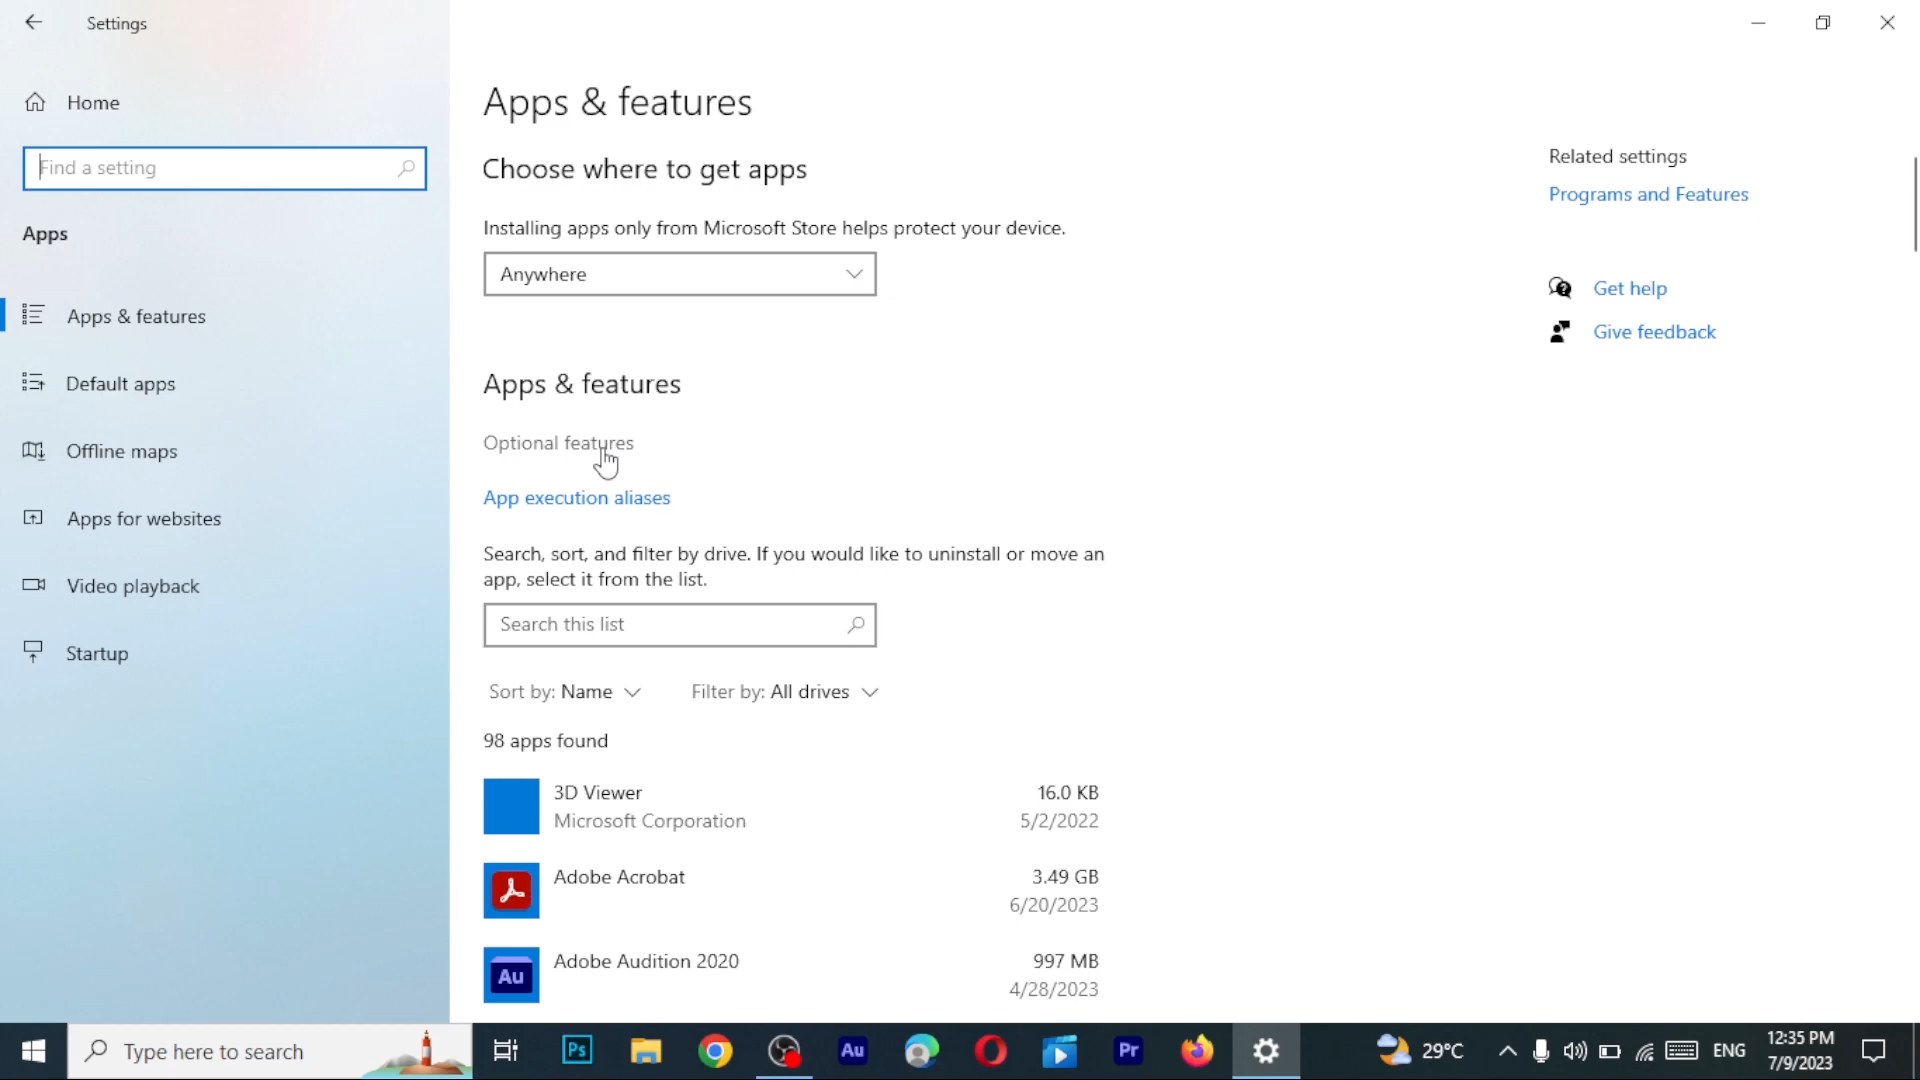 Settings
Home
Find a setting
Apps
Apps & features
Default apps
Offline maps
Apps for websites
Video playback
Startup
Apps & features
Choose where to get apps
Installing apps only from Microsoft Store helps protect your device.
Anywhere
Apps & features
Optional features
App execution aliases
Search, sort, and filter by drive. If you would like to uninstall or move an
app, select it from the list.
Search this list
Sort by: Name Filter by: All drives
98 apps found
3D Viewer 16.0 KB
Microsoft Corporation 5/2/2022
Adobe Acrobat 3.49 GB
6/20/2023
Au
Adobe Audition 2020 997 MB
4/28/2023
Related settings
Programs and Features
Get help
Give feedback
Type here to search
Ps
Au
Pr
29°C
ENG
12:35 PM
7/9/2023